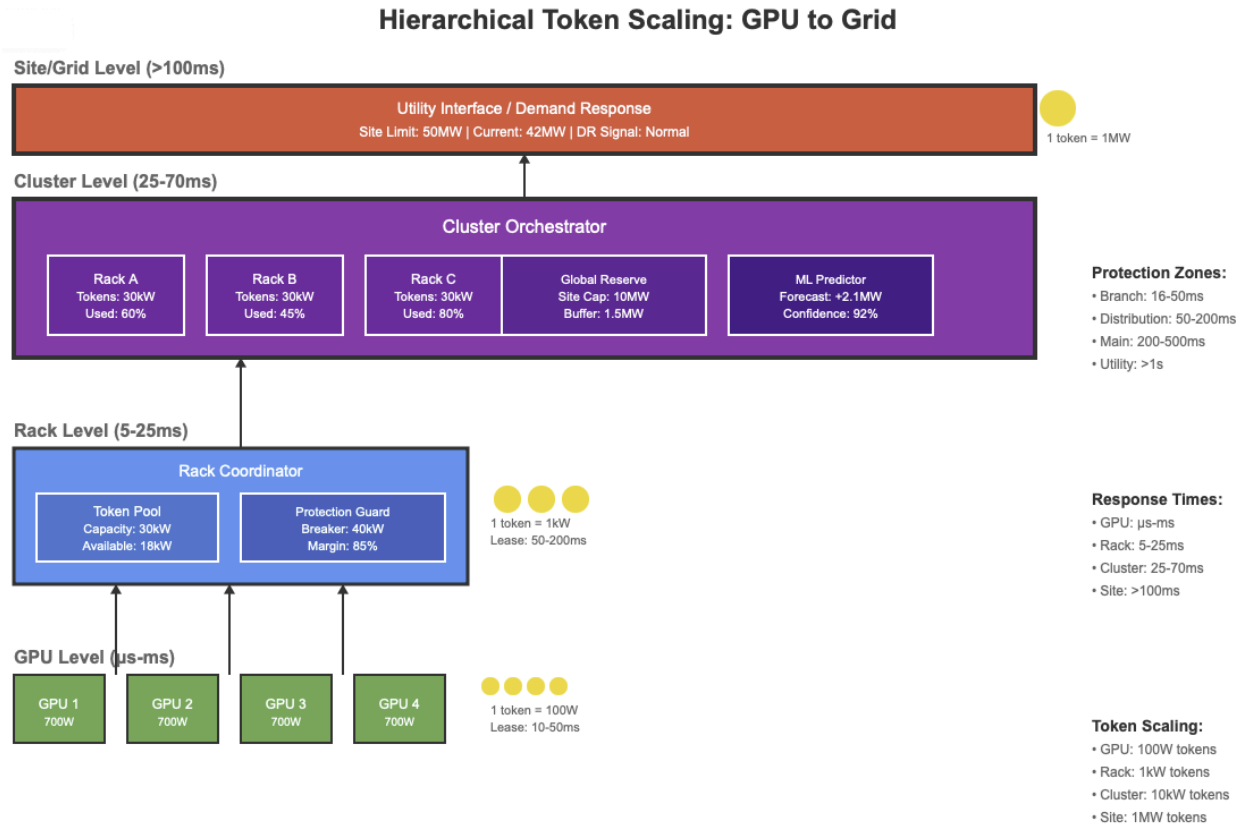 Hierarchical Token Scaling: GPU to Grid
Site/Grid Level (>100ms)
Utility Interface / Demand Response
Site Limit: 50MW | Current: 42MW | DR Signal: Normal
1 token = 1MW
Cluster Level (25-70ms)
Cluster Orchestrator
Rack A
Tokens: 30kW
Used: 60%
Rack B
Tokens: 30kW
Used: 45%
Rack C
Tokens: 30kW
Used: 80%
Global Reserve
Site Cap: 10MW
Buffer: 1.5MW
ML Predictor
Forecast: +2.1MW
Confidence: 92%
Protection Zones:
• Branch: 16-50ms
• Distribution: 50-200ms
• Main: 200-500ms
• Utility: >1s
Rack Level (5-25ms)
Rack Coordinator
Token Pool
Capacity: 30kW
Available: 18kW
Protection Guard
Breaker: 40kW
Margin: 85%
1 token = 1kW
Lease: 50-200ms
Response Times:
• GPU: µs-ms
• Rack: 5-25ms
• Cluster: 25-70ms
• Site: >100ms
GPU Level (µs-ms)
GPU 1
700W
GPU 2
700W
GPU 3
700W
GPU 4
700W
1 token = 100W
Lease: 10-50ms
Token Scaling:
• GPU: 100W tokens
• Rack: 1kW tokens
• Cluster: 10kW tokens
• Site: 1MW tokens